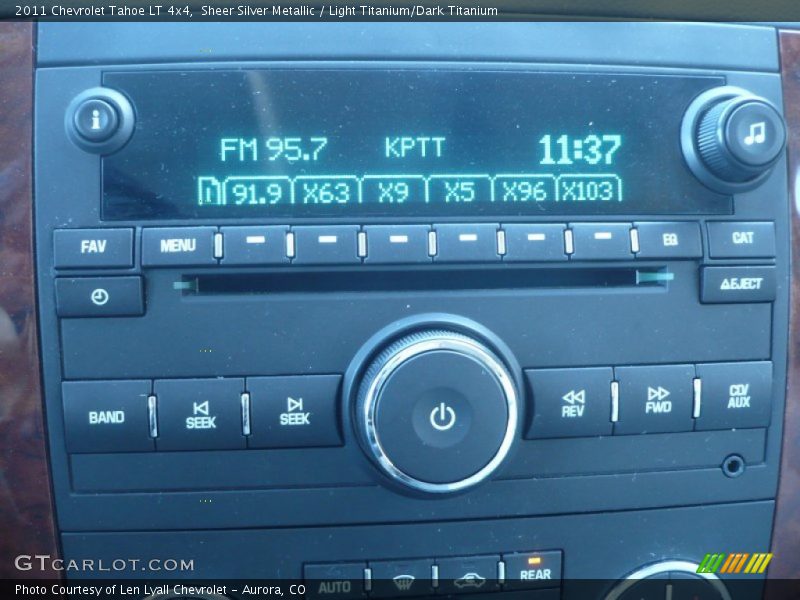 2011 Chevrolet Tahoe LT 4x4, Sheer Silver Metallic / Light Titanium/Dark Titanium
i
FM 95.7 KPTT 11:37
91.9 X63 X9 X5 X96 X103
FAV MENU EQ CAT
EJECT
BAND SEEK SEEK REV FWD CD/AUX
AUTO REAR
GTCARLOT.COM
Photo Courtesy of Len Lyall Chevrolet - Aurora, CO